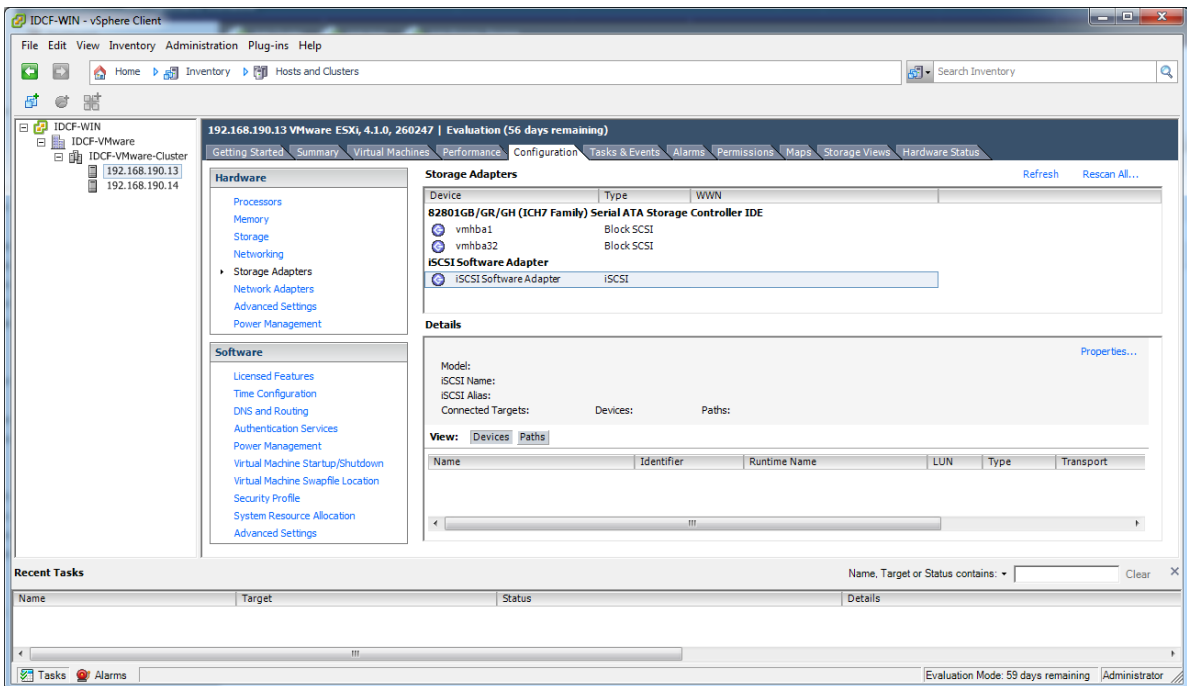 IDCF-WIN - vSphere Client
File Edit View Inventory Administration Plug-ins Help
Home Inventory Hosts and Clusters
Search Inventory
IDCF-WIN
IDCF-VMware
IDCF-VMware-Cluster
192.168.190.13
192.168.190.14
192.168.190.13 VMware ESXi, 4.1.0, 260247 | Evaluation (56 days remaining)
Getting Started Summary Virtual Machines Performance Configuration Tasks & Events Alarms Permissions Maps Storage Views Hardware Status
Hardware
Processors
Memory
Storage
Networking
Storage Adapters
Network Adapters
Advanced Settings
Power Management
Software
Licensed Features
Time Configuration
DNS and Routing
Authentication Services
Power Management
Virtual Machine Startup/Shutdown
Virtual Machine Swapfile Location
Security Profile
System Resource Allocation
Advanced Settings
Storage Adapters Refresh Rescan All...
Device Type WWN
82801GB/GR/GH (ICH7 Family) Serial ATA Storage Controller IDE
vmhba1 Block SCSI
vmhba32 Block SCSI
iSCSI Software Adapter
iSCSI Software Adapter iSCSI
Details
Properties...
Model:
iSCSI Name:
iSCSI Alias:
Connected Targets: Devices: Paths:
View: Devices Paths
Name Identifier Runtime Name LUN Type Transport
Recent Tasks Name, Target or Status contains: Clear
Name Target Status Details
Tasks Alarms Evaluation Mode: 59 days remaining Administrator